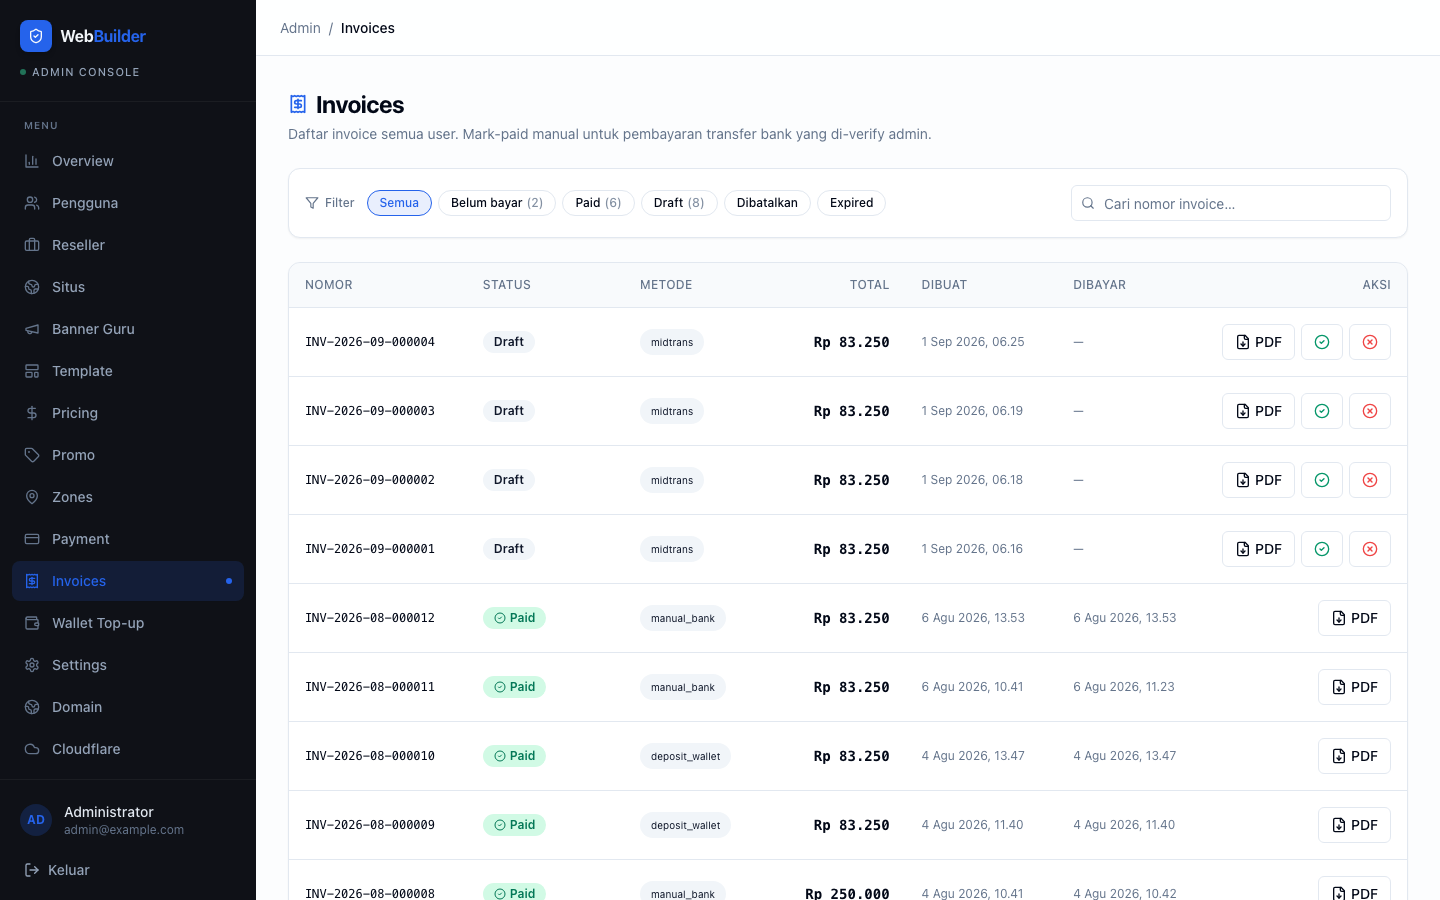 WebBuilder
ADMIN CONSOLE
MENU
Overview
Pengguna
Reseller
Situs
Banner Guru
Template
Pricing
Promo
Zones
Payment
Invoices
Wallet Top-up
Settings
Domain
Cloudflare
AD
Administrator
admin@example.com
Keluar
Admin / Invoices
Invoices
Daftar invoice semua user. Mark-paid manual untuk pembayaran transfer bank yang di-verify admin.
Filter Semua Belum bayar (2) Paid (6) Draft (8) Dibatalkan Expired Cari nomor invoice...
NOMOR STATUS METODE TOTAL DIBUAT DIBAYAR AKSI
INV-2026-09-000004 Draft midtrans Rp 83.250 1 Sep 2026, 06.25 — PDF
INV-2026-09-000003 Draft midtrans Rp 83.250 1 Sep 2026, 06.19 — PDF
INV-2026-09-000002 Draft midtrans Rp 83.250 1 Sep 2026, 06.18 — PDF
INV-2026-09-000001 Draft midtrans Rp 83.250 1 Sep 2026, 06.16 — PDF
INV-2026-08-000012 Paid manual_bank Rp 83.250 6 Agu 2026, 13.53 6 Agu 2026, 13.53 PDF
INV-2026-08-000011 Paid manual_bank Rp 83.250 6 Agu 2026, 10.41 6 Agu 2026, 11.23 PDF
INV-2026-08-000010 Paid deposit_wallet Rp 83.250 4 Agu 2026, 13.47 4 Agu 2026, 13.47 PDF
INV-2026-08-000009 Paid deposit_wallet Rp 83.250 4 Agu 2026, 11.40 4 Agu 2026, 11.40 PDF
INV-2026-08-000008 Paid manual_bank Rp 250.000 4 Agu 2026, 10.41 4 Agu 2026, 10.42 PDF